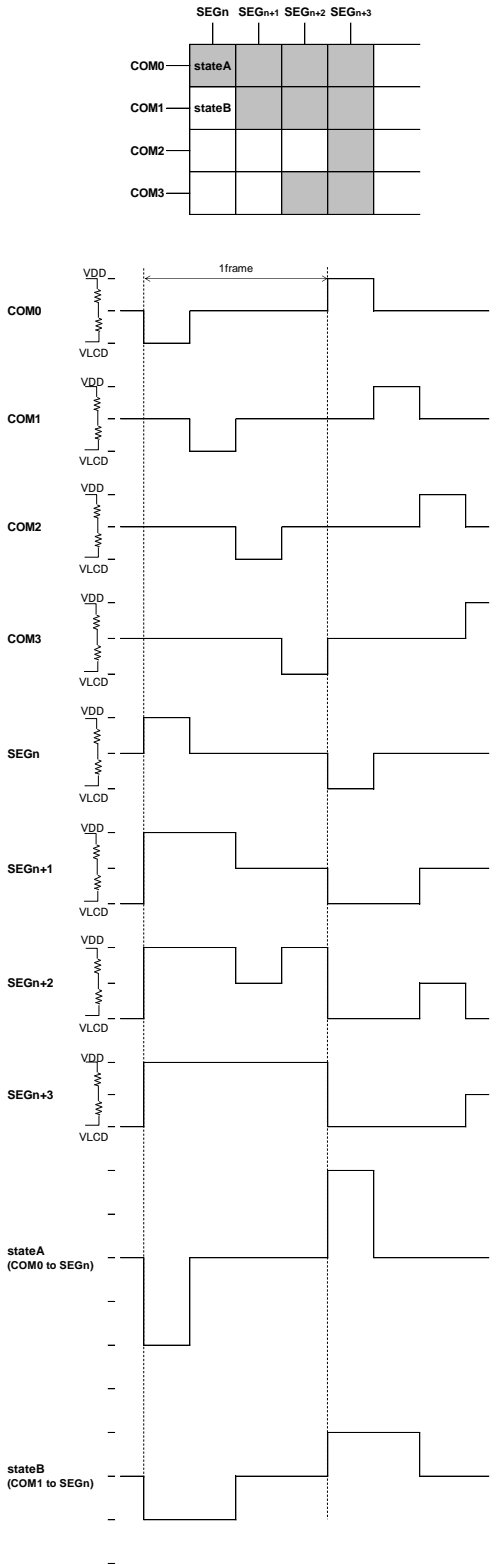 SEGn SEGn+1 SEGn+2 SEGn+3
COM0 stateA
COM1 stateB
COM2
COM3
1frame
VDD
COM0
VLCD
VDD
COM1
VLCD
VDD
COM2
VLCD
VDD
COM3
VLCD
VDD
SEGn
VLCD
VDD
SEGn+1
VLCD
VDD
SEGn+2
VLCD
VDD
SEGn+3
VLCD
stateA
(COM0 to SEGn)
stateB
(COM1 to SEGn)